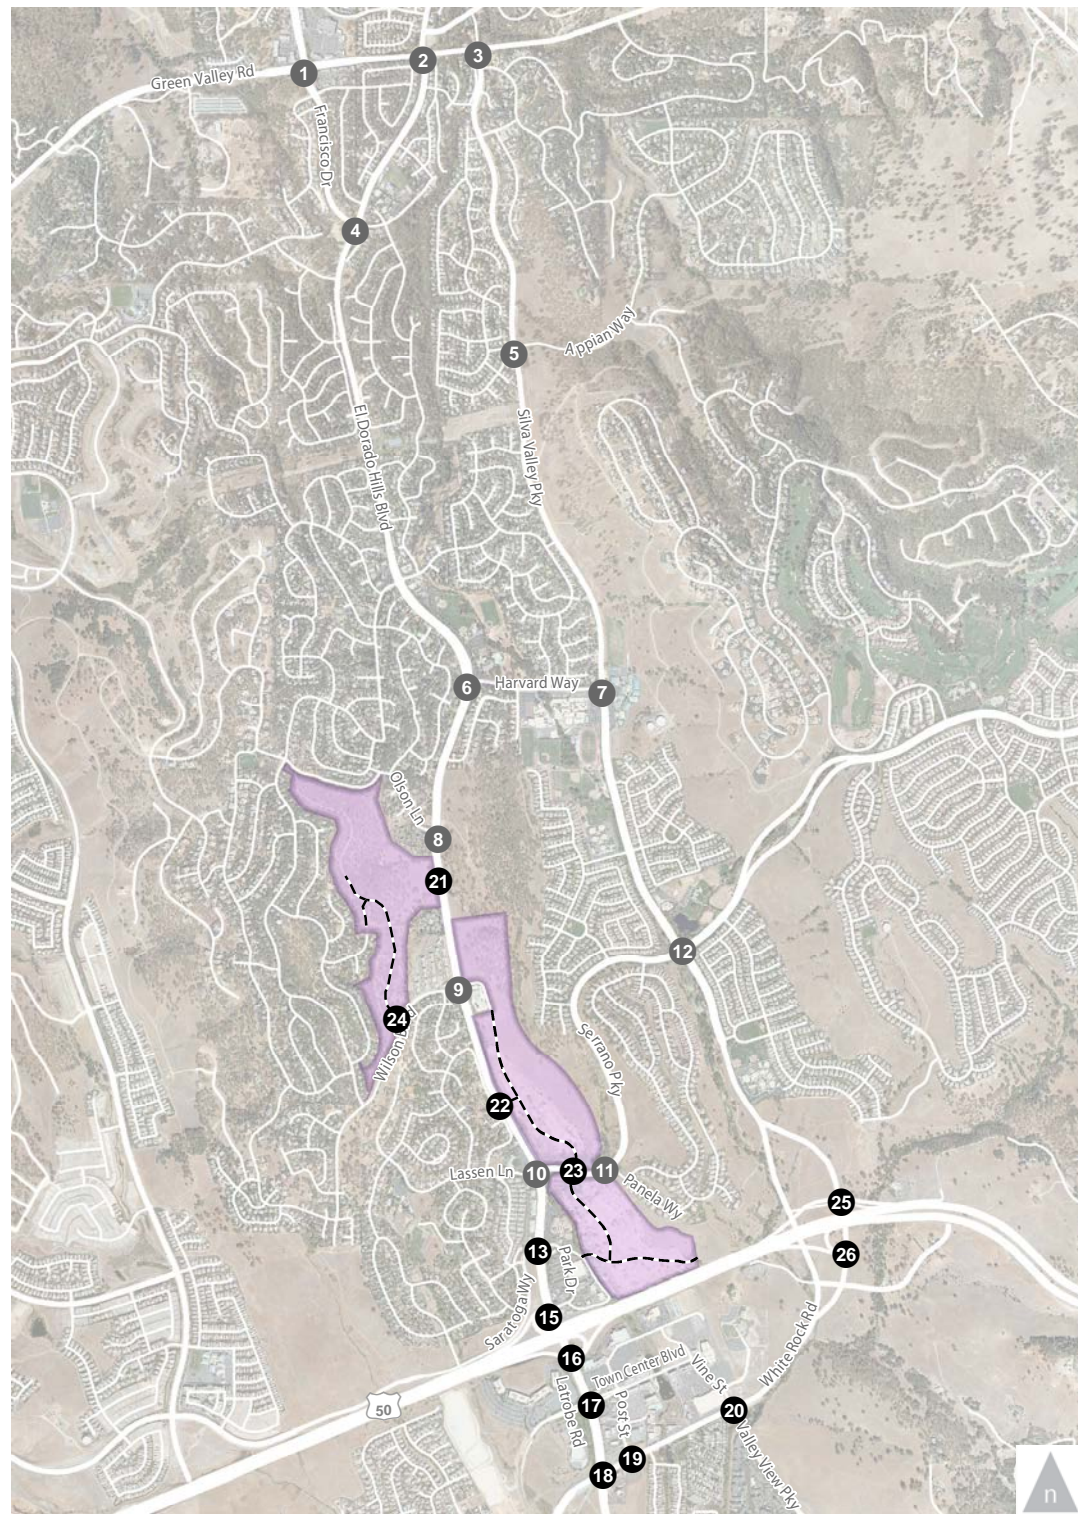 1
2
3
Green Valley Rd
Francisco Dr
4
5
Appian Way
El Dorado Hills Blvd
Silva Valley Pky
6
Harvard Way
7
Olson Ln
8
21
12
9
24
Wilson
Serrano Pky
22
Lassen Ln
10
23
11
Panela Wy
25
13
Park Dr
26
Saratoga Wy
15
16
Town Center Blvd
Vine St
White Rock Rd
50
Latrobe Rd
17
Post St
20
Valley View Pky
19
18
n